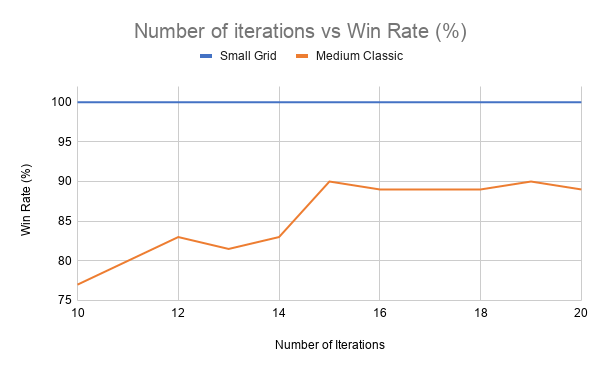 Number of iterations vs Win Rate (%)
Small Grid Medium Classic
100
95
90
85
80
75
Win Rate (%)
10 12 14 16 18 20
Number of Iterations